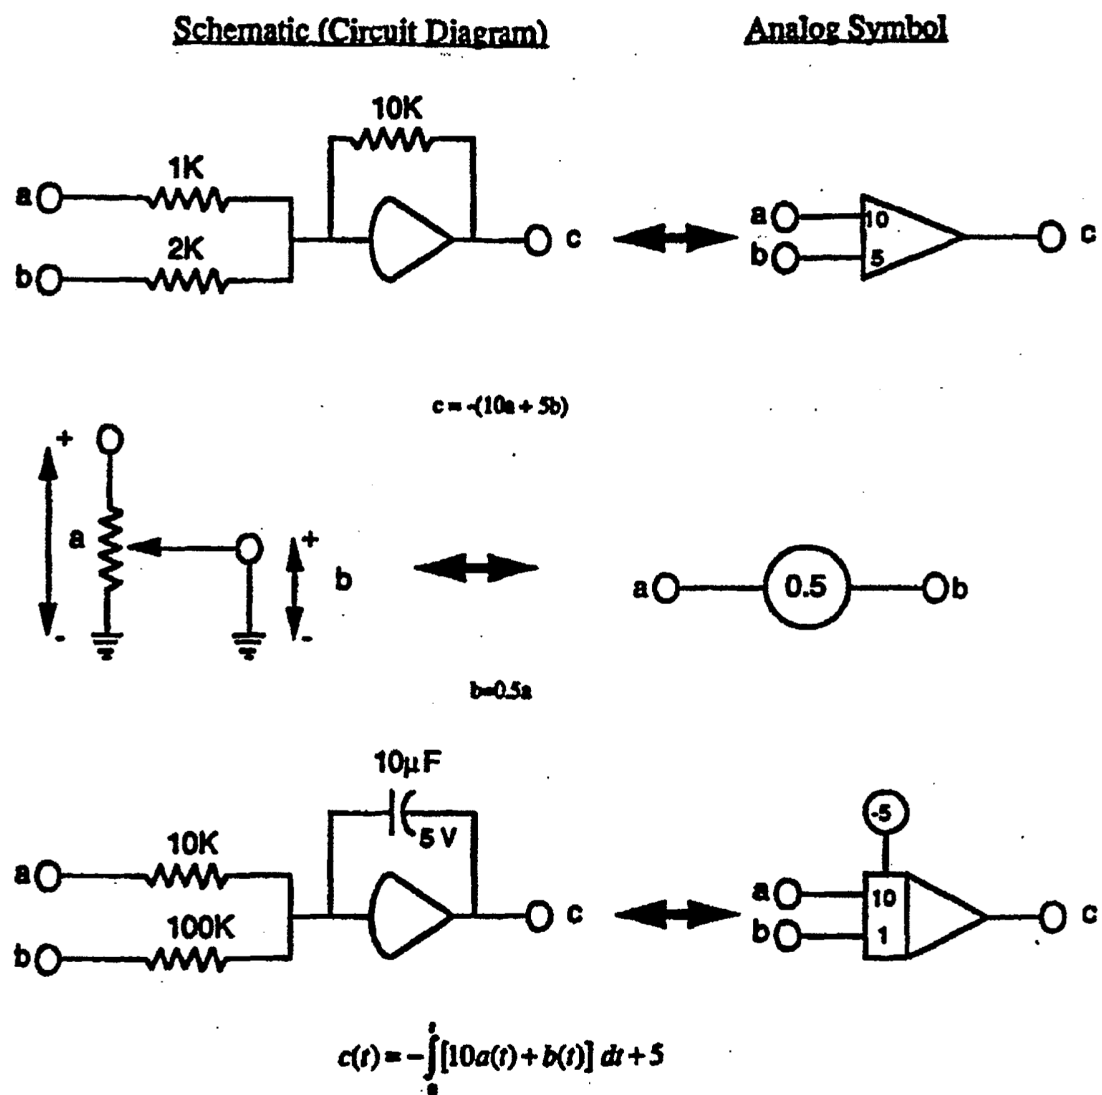 Schematic (Circuit Diagram) Analog Symbol
10K
1K
a
2K
b
c
a 10
b 5
c
c = -(10a + 5b)
+
a
-
+
b
-
a 0.5 b
b=0.5a
10µF
5 V
10K
a
100K
b
c
-5
a 10
b 1
c
c(t) = -∫[10a(t) + b(t)] dt + 5